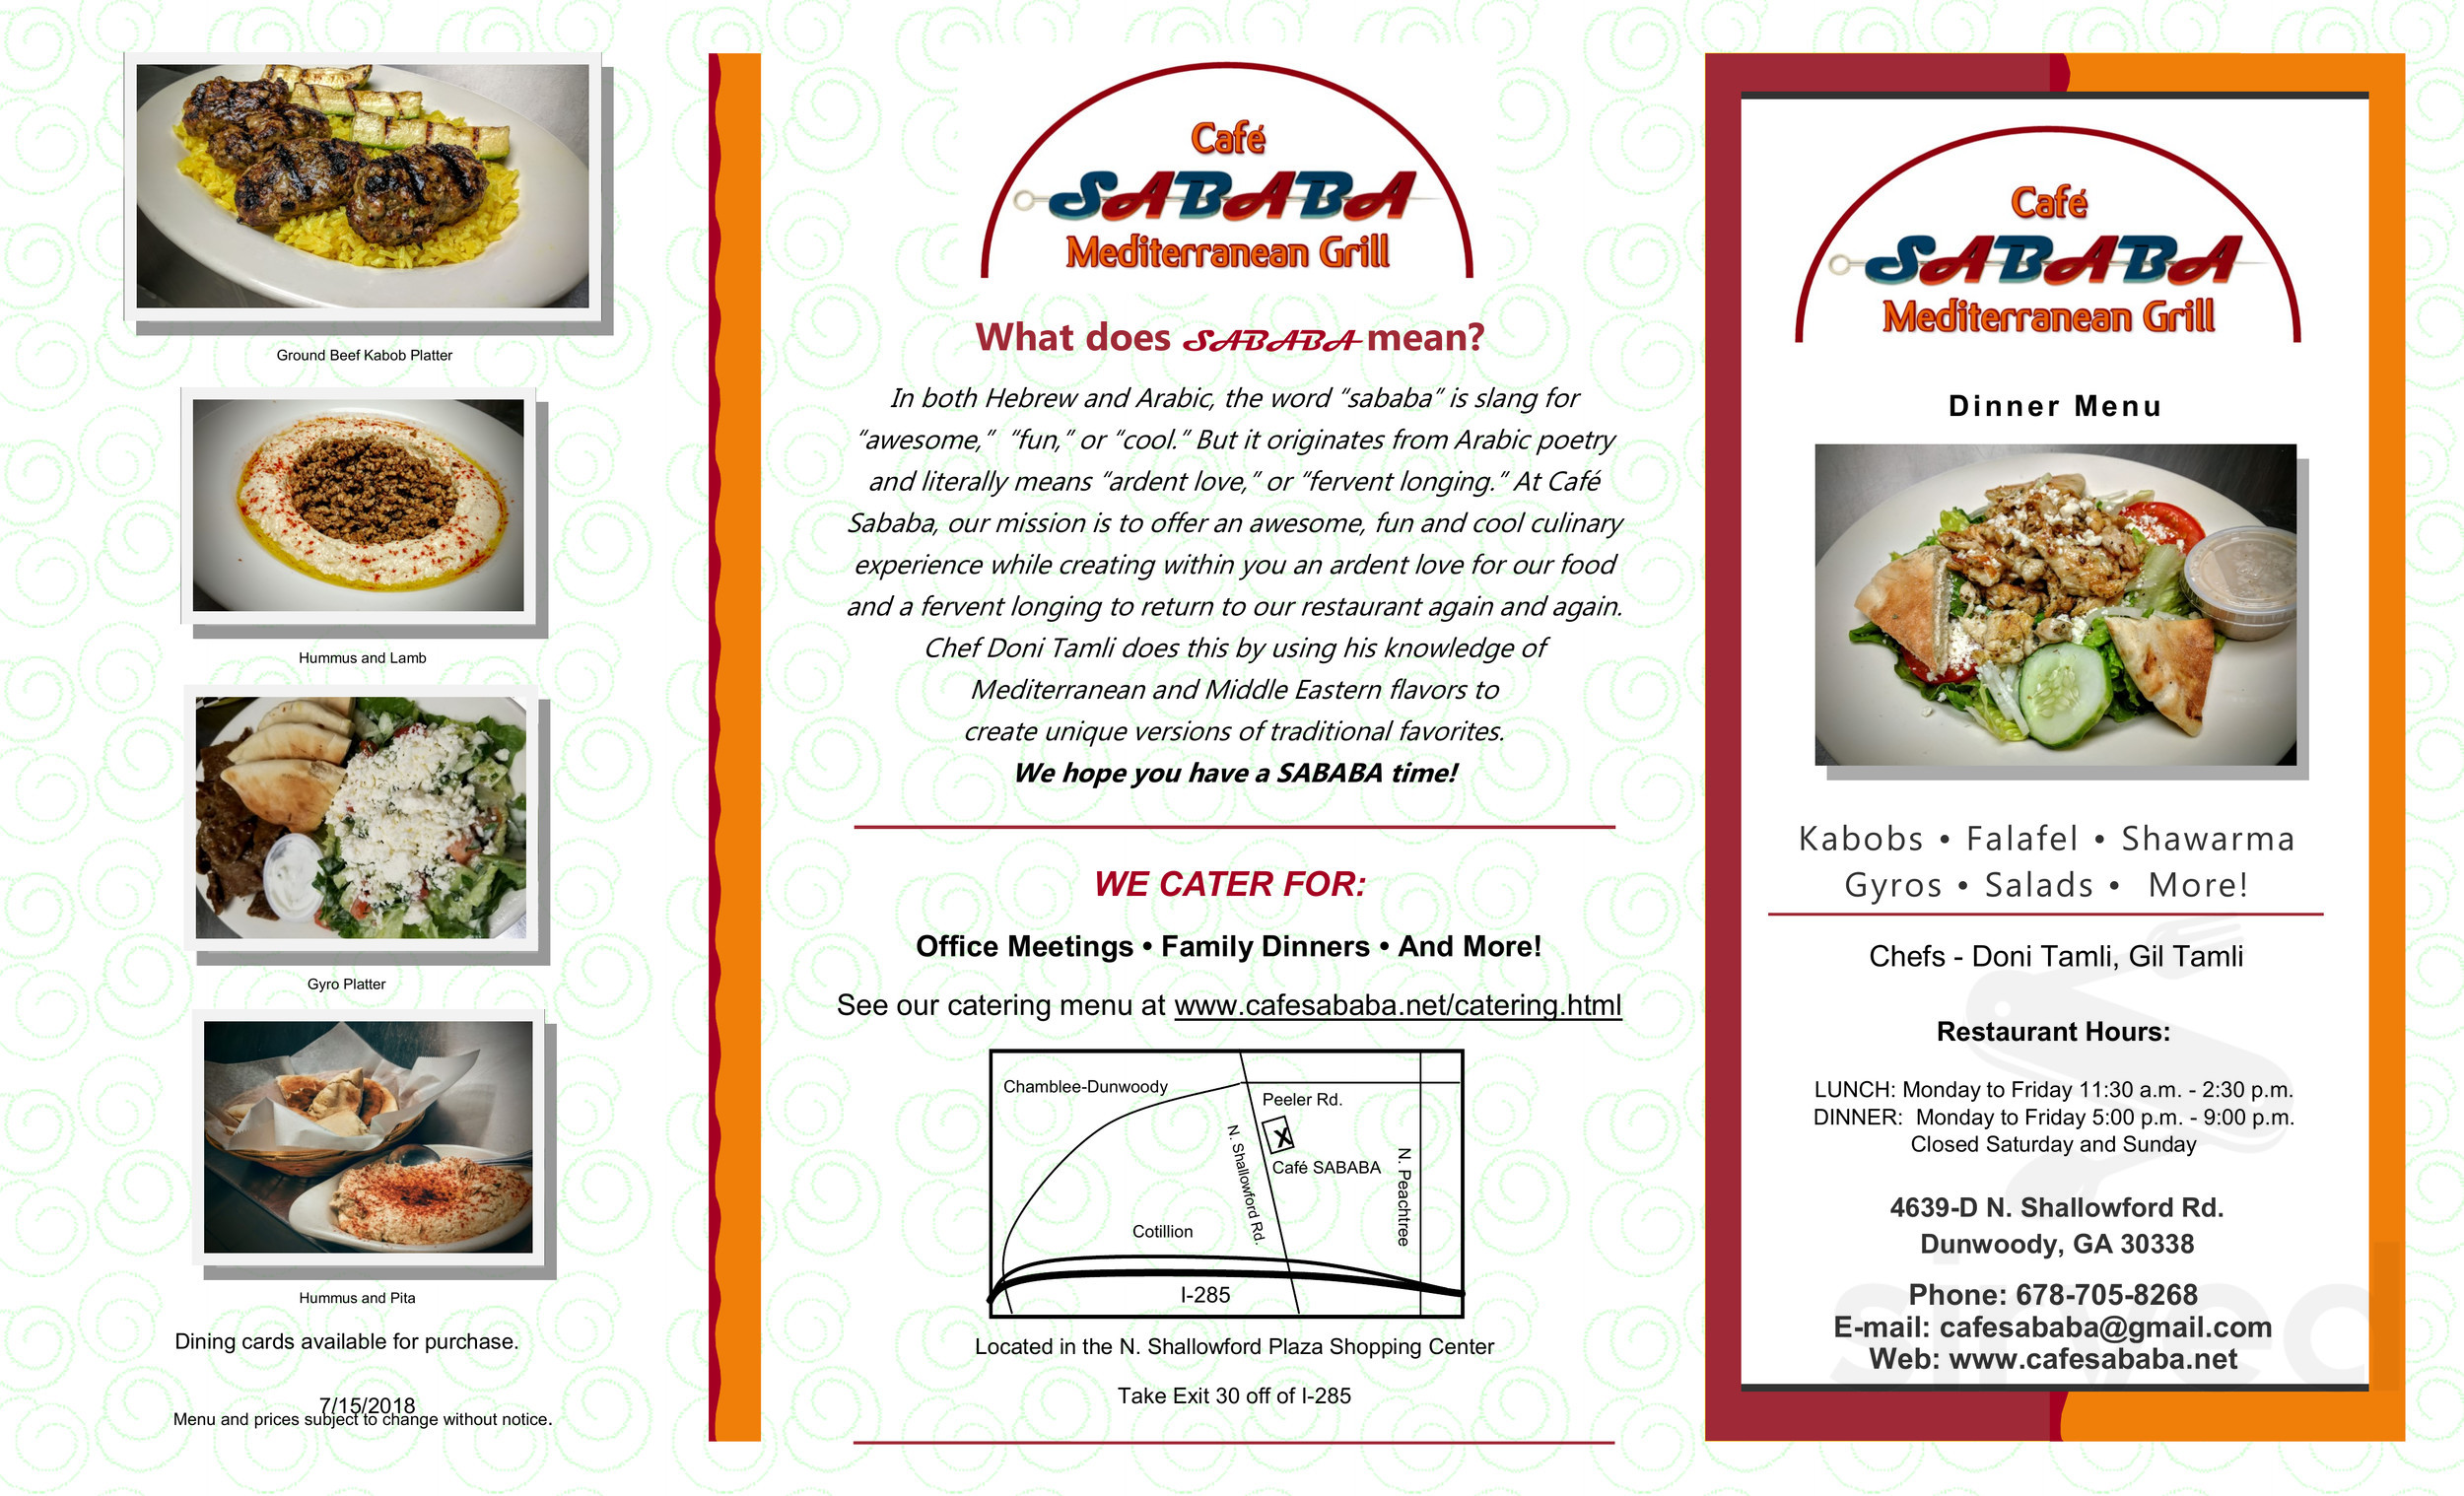 Ground Beef Kabob Platter
Hummus and Lamb
Gyro Platter
Hummus and Pita
Dining cards available for purchase.
7/15/2018
Menu and prices subject to change without notice.
Café
SABABA
Mediterranean Grill
What does SABABA mean?
In both Hebrew and Arabic, the word “sababa” is slang for
“awesome,” “fun,” or “cool.” But it originates from Arabic poetry
and literally means “ardent love,” or “fervent longing.” At Café
Sababa, our mission is to offer an awesome, fun and cool culinary
experience while creating within you an ardent love for our food
and a fervent longing to return to our restaurant again and again.
Chef Doni Tamli does this by using his knowledge of
Mediterranean and Middle Eastern flavors to
create unique versions of traditional favorites.
We hope you have a SABABA time!
WE CATER FOR:
Office Meetings • Family Dinners • And More!
See our catering menu at www.cafesababa.net/catering.html
Chamblee-Dunwoody
Peeler Rd.
X
Café SABABA
N. Shallowford Rd.
N. Peachtree
Cotillion
I-285
Located in the N. Shallowford Plaza Shopping Center
Take Exit 30 off of I-285
Café
SABABA
Mediterranean Grill
Dinner Menu
Kabobs • Falafel • Shawarma
Gyros • Salads • More!
Chefs - Doni Tamli, Gil Tamli
Restaurant Hours:
LUNCH: Monday to Friday 11:30 a.m. - 2:30 p.m.
DINNER: Monday to Friday 5:00 p.m. - 9:00 p.m.
Closed Saturday and Sunday
4639-D N. Shallowford Rd.
Dunwoody, GA 30338
Phone: 678-705-8268
E-mail: cafesababa@gmail.com
Web: www.cafesababa.net
sirved